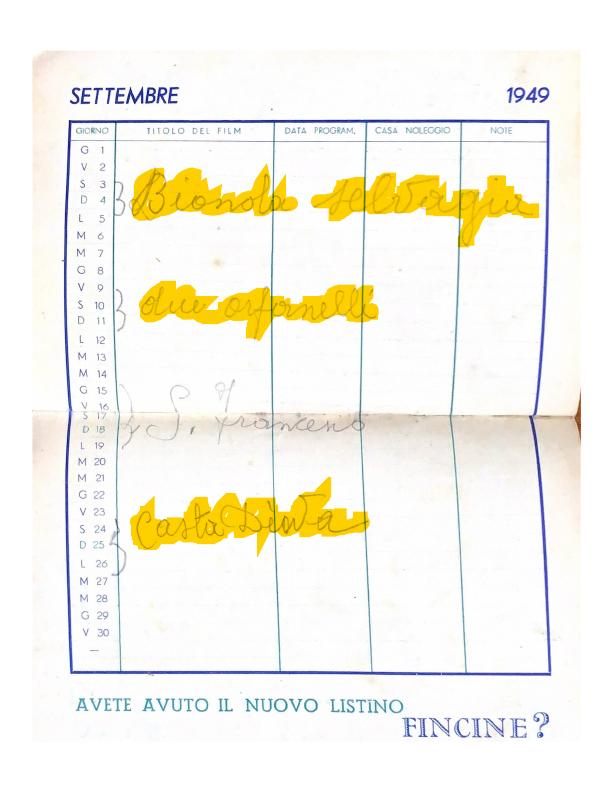 SETTEMBRE 1949
GIORNO TITOLO DEL FILM DATA PROGRAM. CASA NOLEGGIO NOTE
G 1
V 2
S 3
D 4 Bionda selvaggia
L 5
M 6
M 7
G 8
V 9
S 10 due orfanelli
D 11
L 12
M 13
M 14
G 15
V 16
S 17
D 18 S. Francesco
L 19
M 20
M 21
G 22
V 23
S 24 Casta Diva
D 25
L 26
M 27
M 28
G 29
V 30
—
AVETE AVUTO IL NUOVO LISTINO
FINCINE?